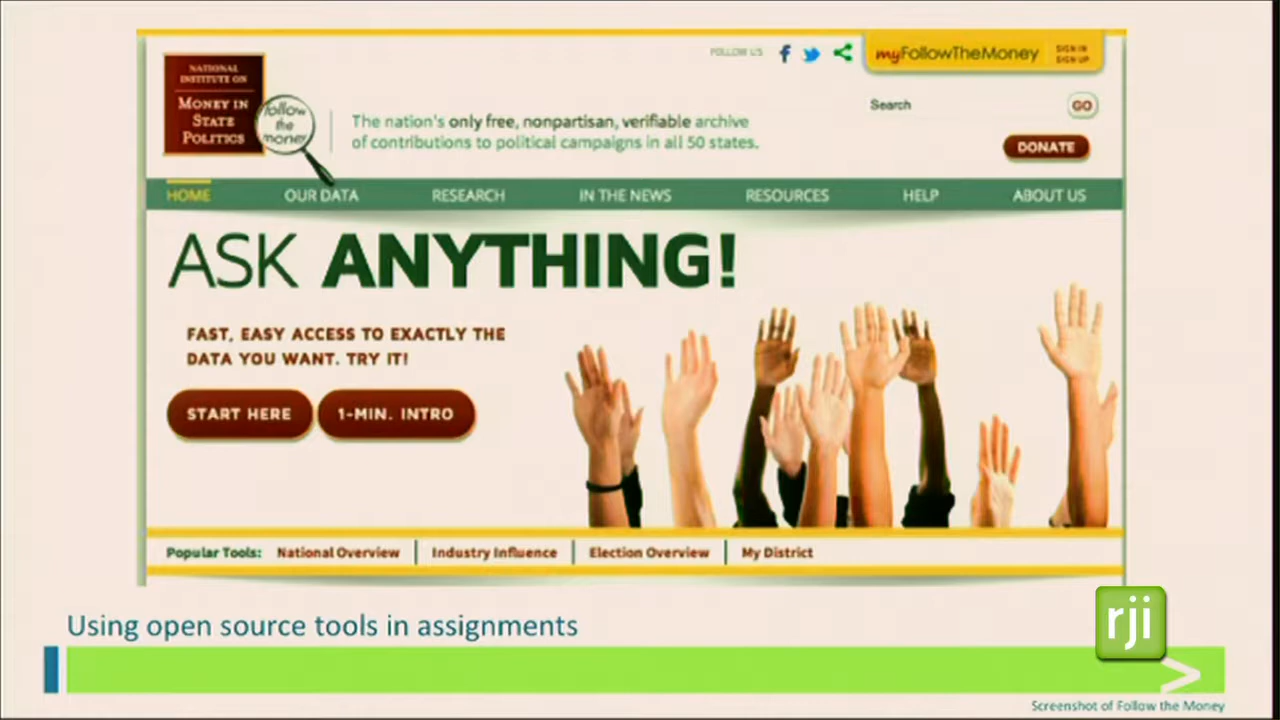 FOLLOW US
myFollowTheMoney
SIGN IN
SIGN UP
NATIONAL
INSTITUTE ON
MONEY IN
STATE
POLITICS
follow
the
money
The nation's only free, nonpartisan, verifiable archive
of contributions to political campaigns in all 50 states.
Search
GO
DONATE
HOME
OUR DATA
RESEARCH
IN THE NEWS
RESOURCES
HELP
ABOUT US
ASK ANYTHING!
FAST, EASY ACCESS TO EXACTLY THE
DATA YOU WANT. TRY IT!
START HERE
1-MIN. INTRO
Popular Tools: National Overview | Industry Influence | Election Overview | My District
Using open source tools in assignments
rji
>
Screenshot of Follow the Money